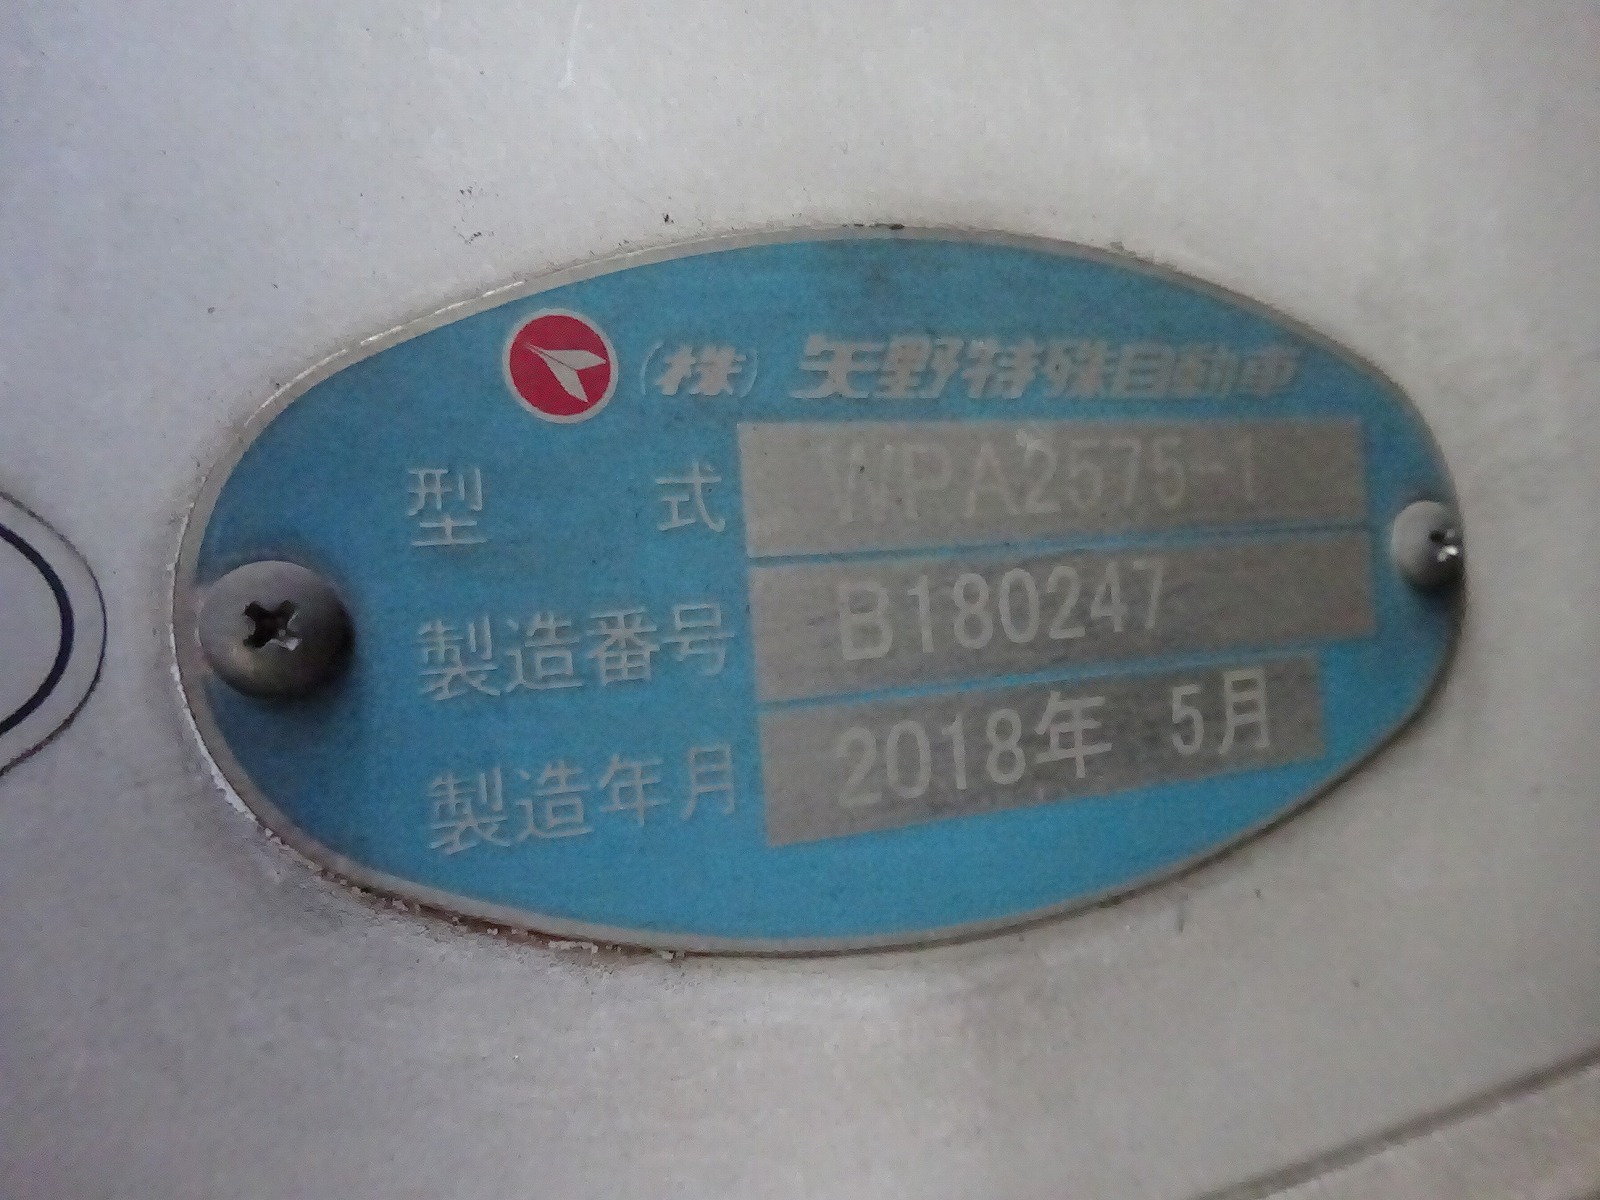 (株) 矢野特殊自動車
型 式 WPA2575-1
製造番号 B180247
製造年月 2018年 5月